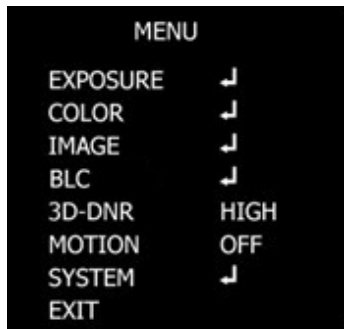 MENU
EXPOSURE ↲
COLOR ↲
IMAGE ↲
BLC ↲
3D-DNR HIGH
MOTION OFF
SYSTEM ↲
EXIT